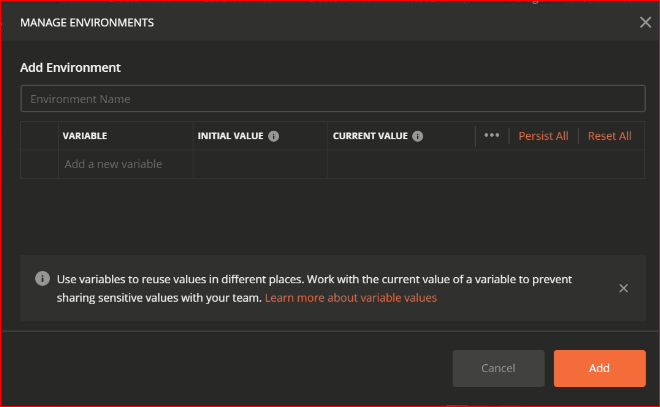 MANAGE ENVIRONMENTS
Add Environment
Environment Name
VARIABLE INITIAL VALUE CURRENT VALUE ••• Persist All Reset All
Add a new variable
Use variables to reuse values in different places. Work with the current value of a variable to prevent
sharing sensitive values with your team. Learn more about variable values
Cancel Add